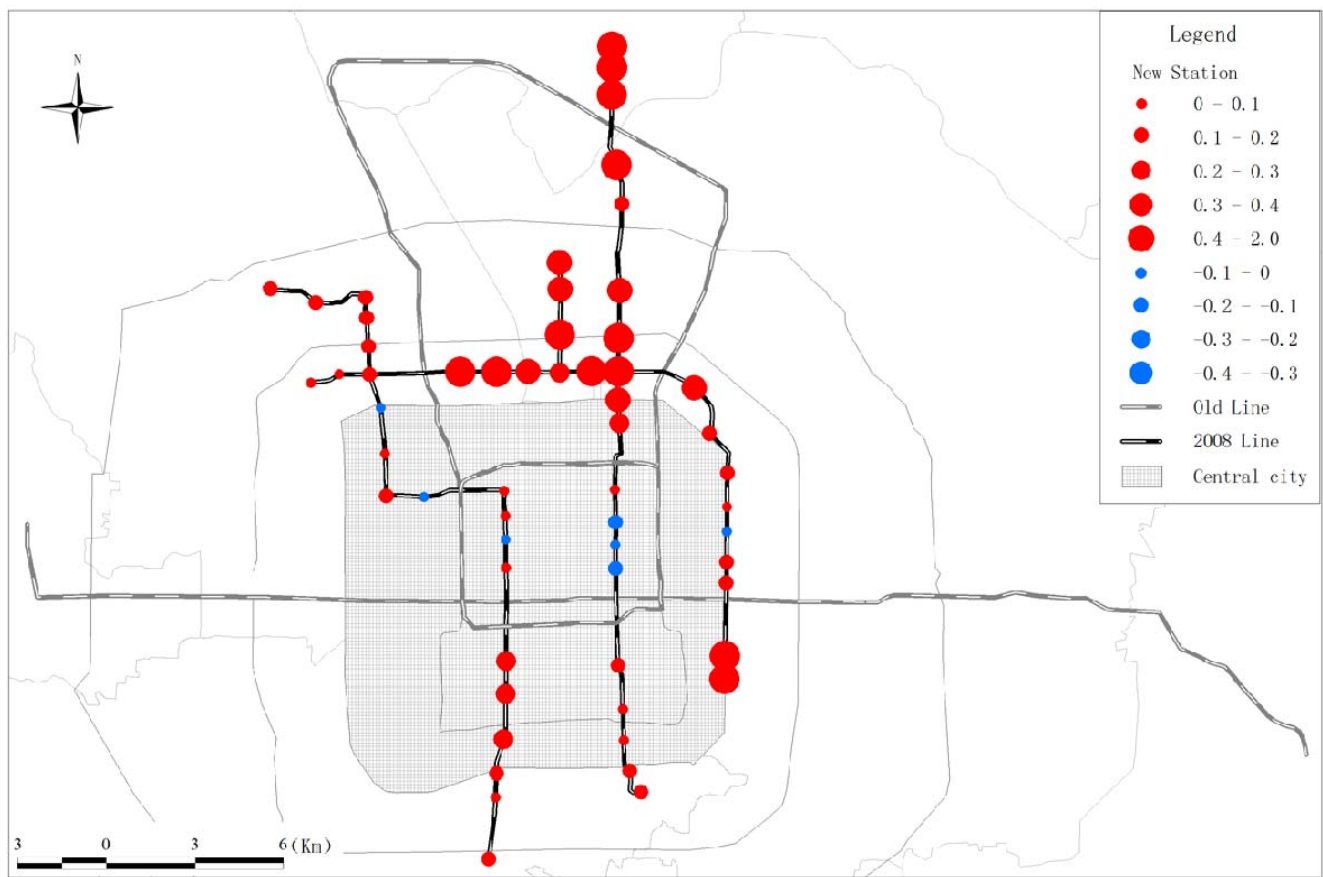 N
Legend
New Station
0 - 0.1
0.1 - 0.2
0.2 - 0.3
0.3 - 0.4
0.4 - 2.0
-0.1 - 0
-0.2 - -0.1
-0.3 - -0.2
-0.4 - -0.3
Old Line
2008 Line
Central city
3 0 3 6 (Km)